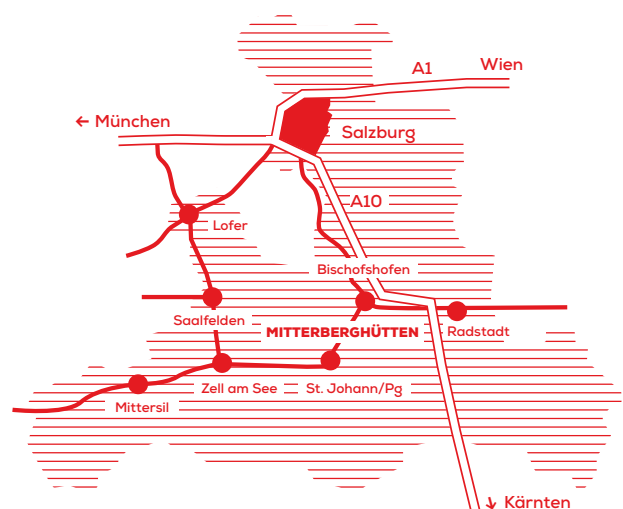 Wien
A1
← München
Salzburg
A10
Lofer
Bischofshofen
Saalfelden
MITTERBERGHÜTTEN
Radstadt
Zell am See
St. Johann/Pg
Mittersil
↓ Kärnten